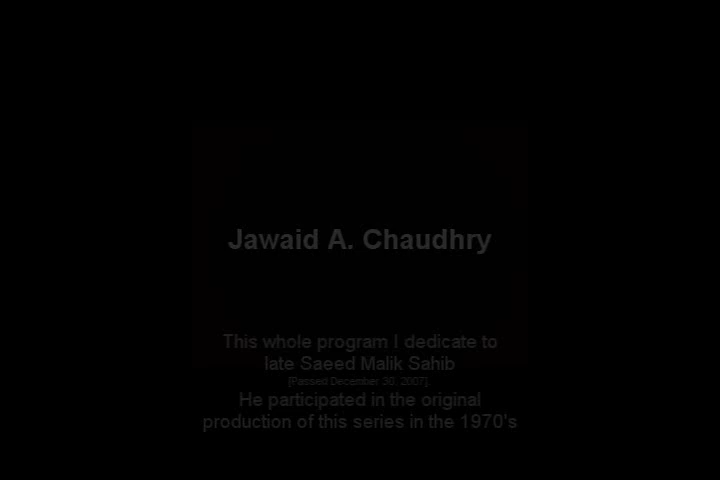 Jawaid A. Chaudhry
This whole program I dedicate to
late Saeed Malik Sahib
[Passed December 30, 2007].
He participated in the original
production of this series in the 1970's